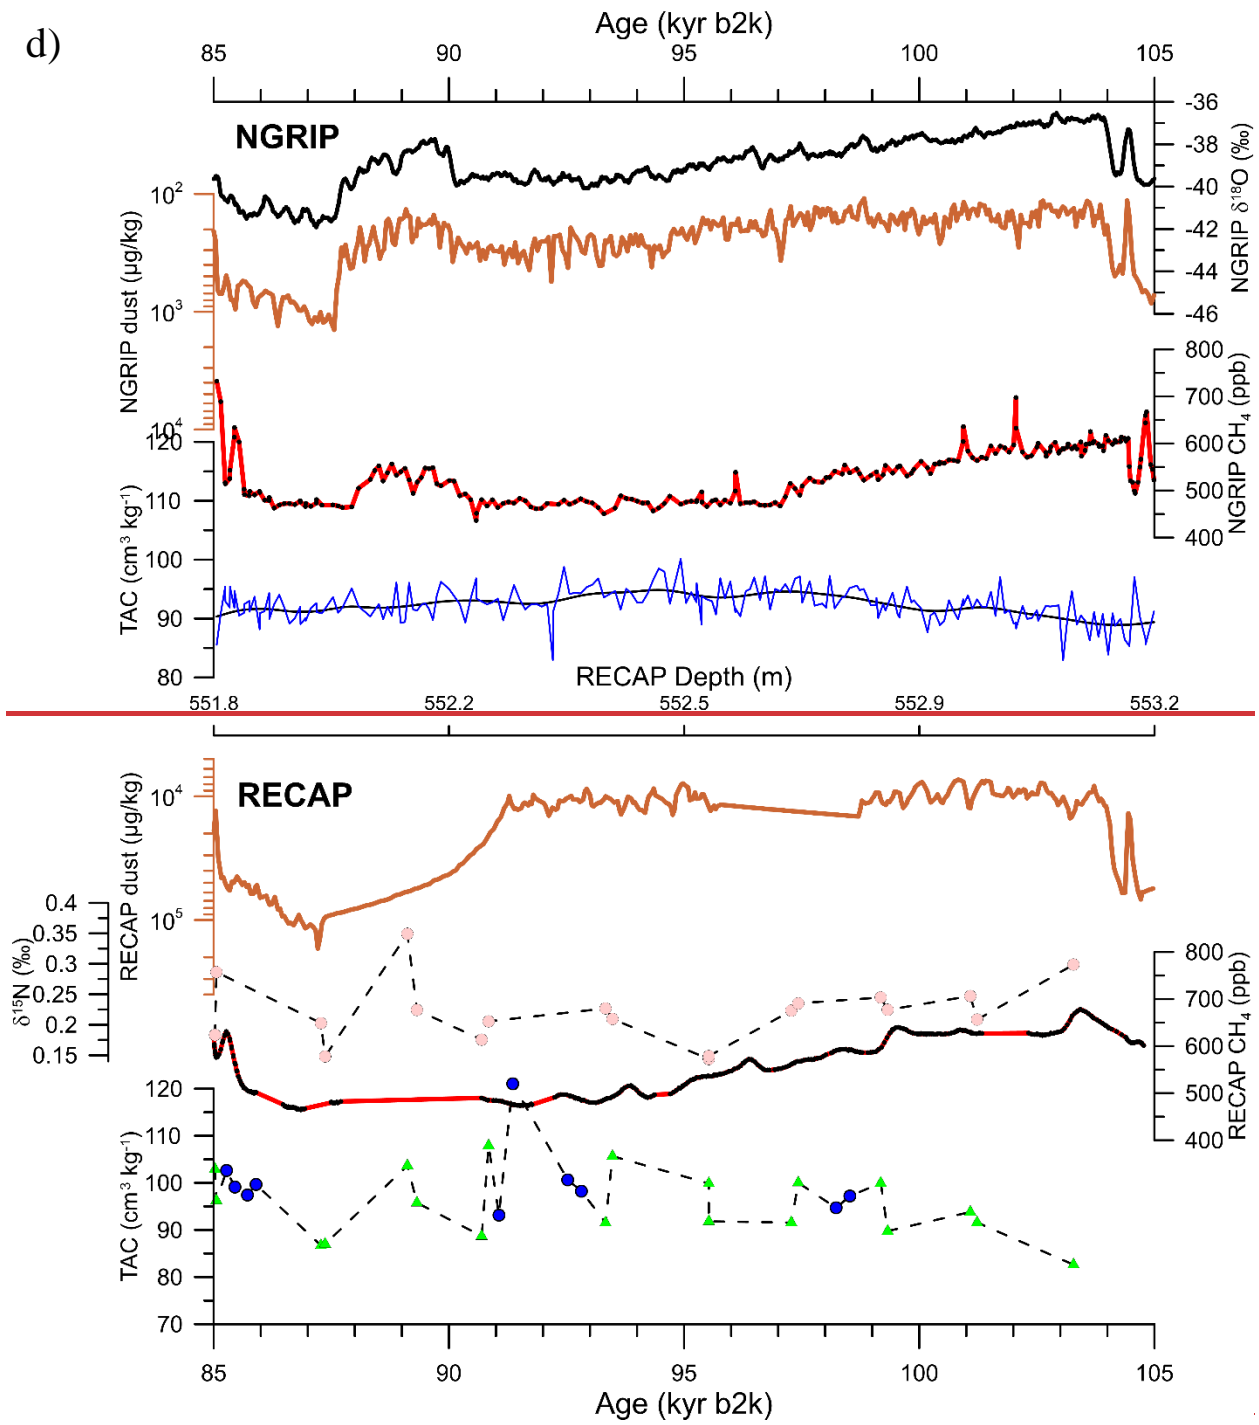 d)
Age (kyr b2k)
85 90 95 100 105
NGRIP
-36
-38
-40
-42
-44
-46
NGRIP δ¹⁸O (‰)
10²
10³
10⁴
NGRIP dust (µg/kg)
800
700
600
500
400
NGRIP CH₄ (ppb)
120
110
100
90
80
TAC (cm³ kg⁻¹)
RECAP Depth (m)
551.8 552.2 552.5 552.9 553.2
RECAP
10⁴
10⁵
RECAP dust (µg/kg)
0.4
0.35
0.3
0.25
0.2
0.15
δ¹⁵N (‰)
800
700
600
500
400
RECAP CH₄ (ppb)
120
110
100
90
80
70
TAC (cm³ kg⁻¹)
85 90 95 100 105
Age (kyr b2k)